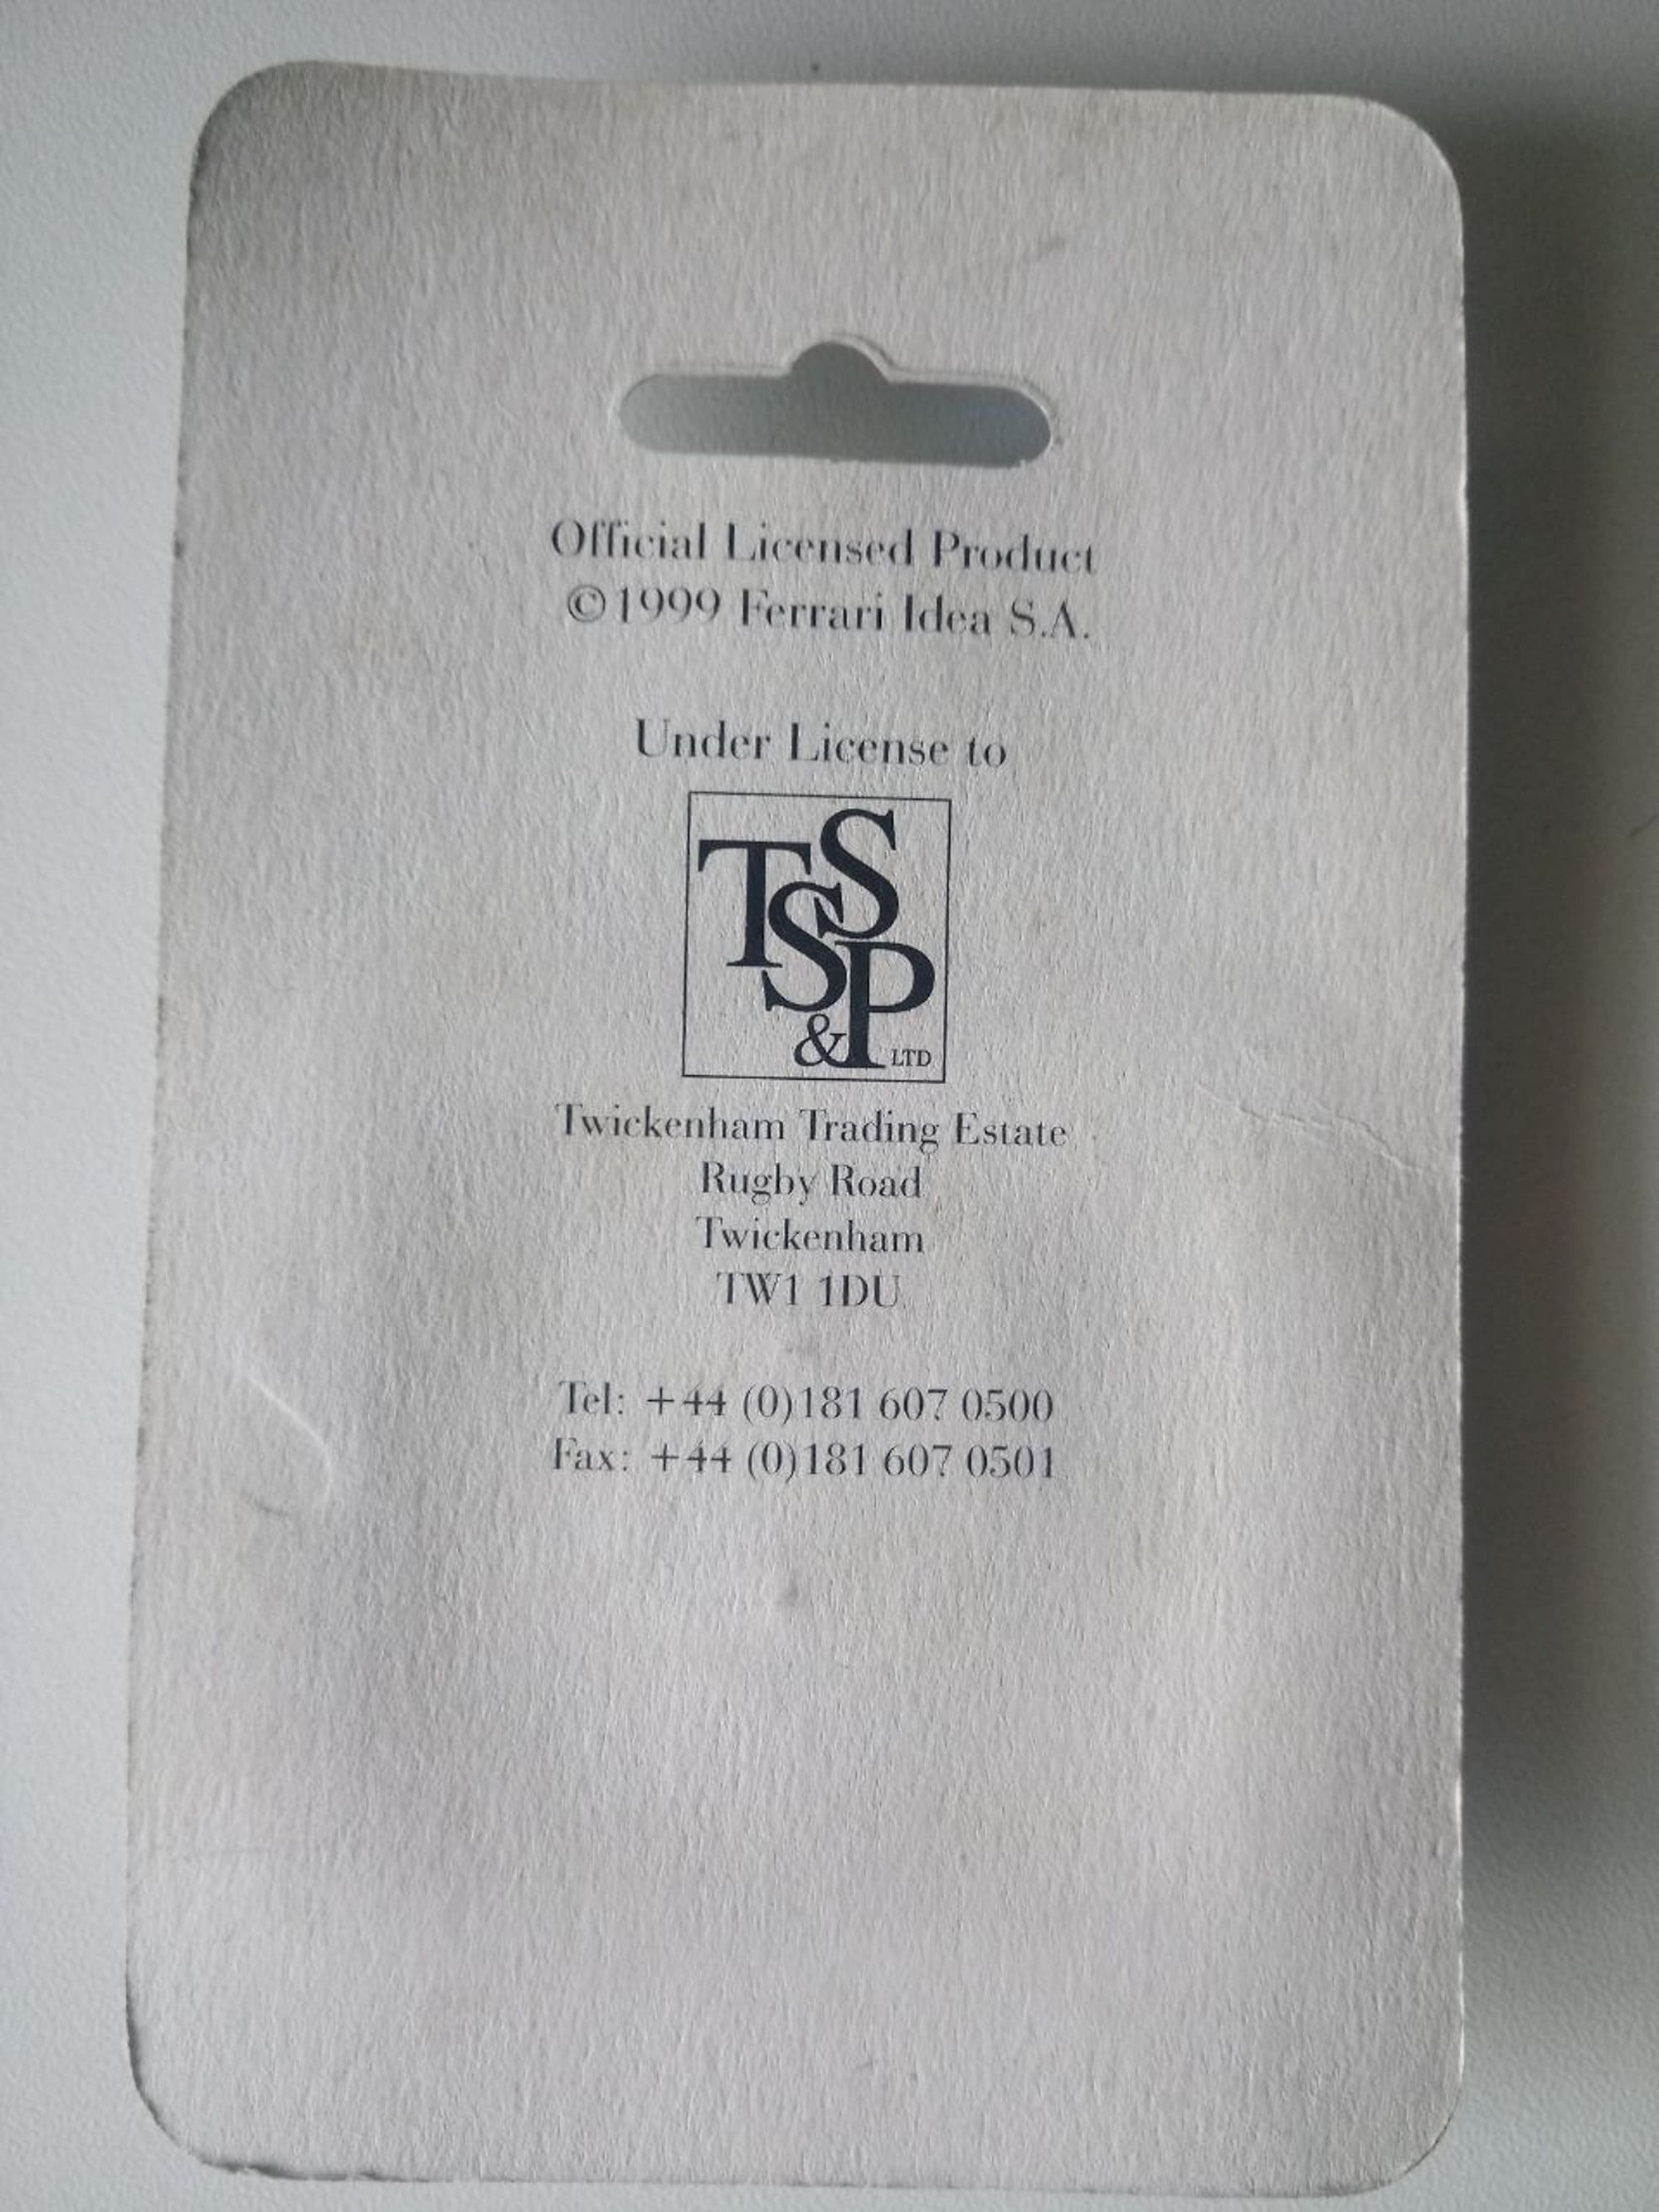 Official Licensed Product
©1999 Ferrari Idea S.A.
Under License to
TSS
&P LTD
Twickenham Trading Estate
Rugby Road
Twickenham
TW1 1DU
Tel: +44 (0)181 607 0500
Fax: +44 (0)181 607 0501